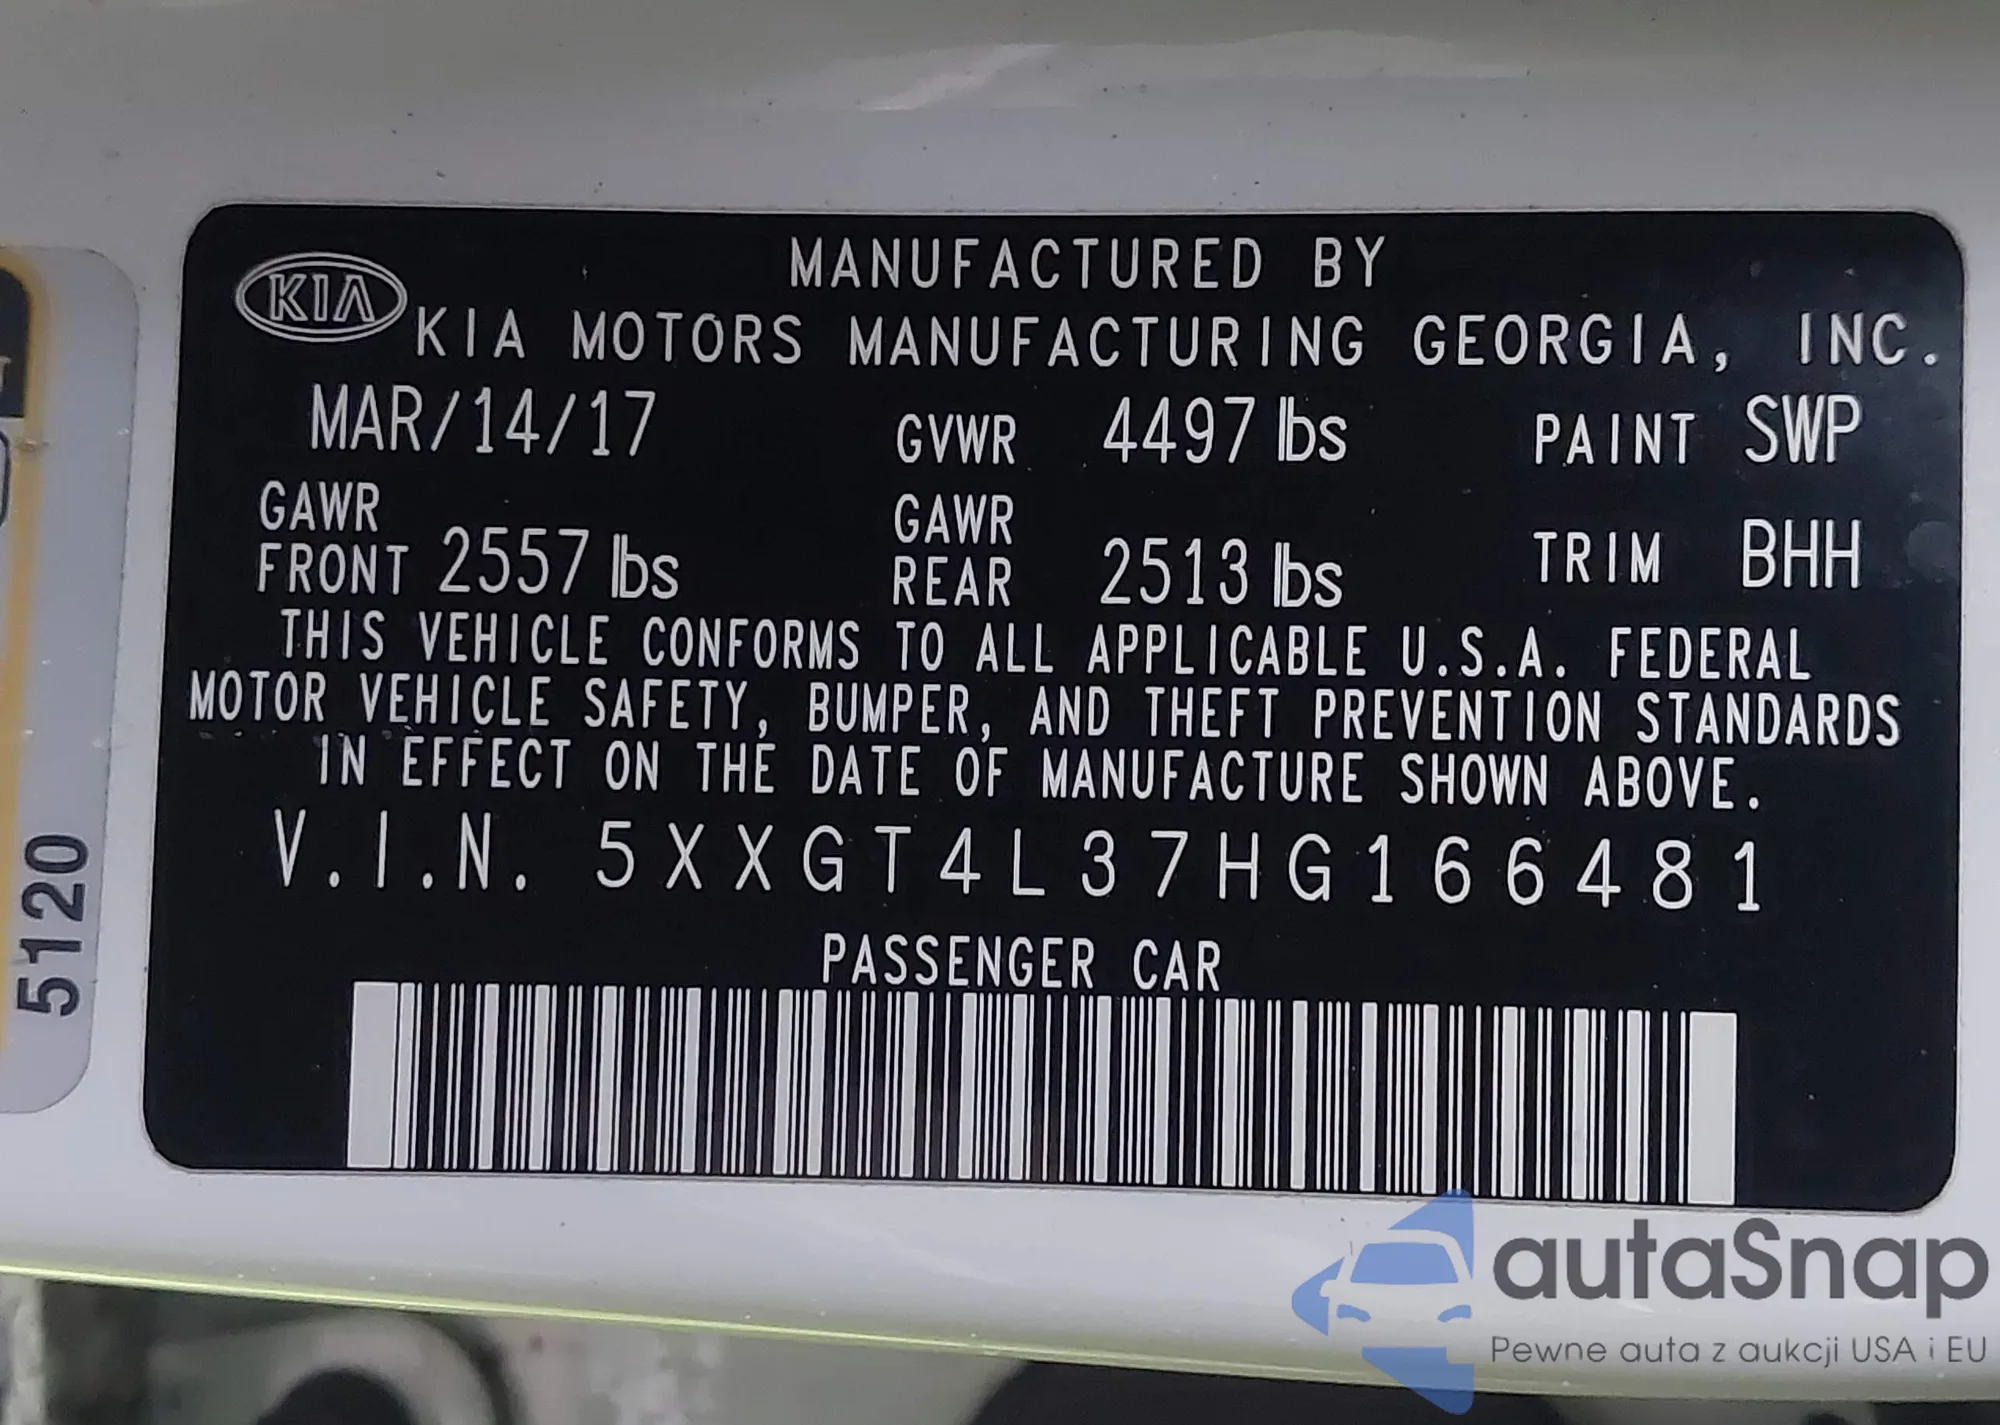 MANUFACTURED BY
KIA
KIA MOTORS MANUFACTURING GEORGIA, INC.
MAR/14/17 GVWR 4497 lbs PAINT SWP
GAWR FRONT 2557 lbs GAWR REAR 2513 lbs TRIM BHH
THIS VEHICLE CONFORMS TO ALL APPLICABLE U.S.A. FEDERAL
MOTOR VEHICLE SAFETY, BUMPER, AND THEFT PREVENTION STANDARDS
IN EFFECT ON THE DATE OF MANUFACTURE SHOWN ABOVE.
V.I.N. 5XXGT4L37HG166481
PASSENGER CAR
5120
autaSnap
Pewne auta z aukcji USA i EU